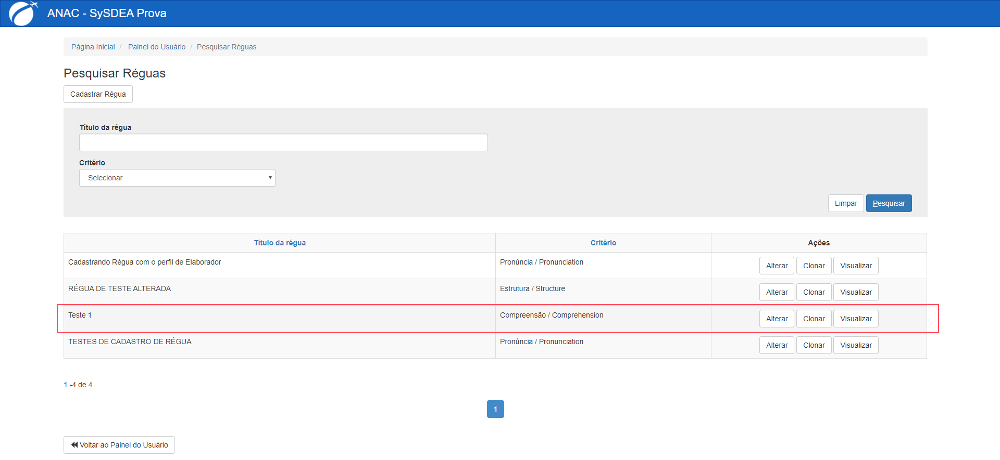 ANAC - SySDEA Prova
Página Inicial / Painel do Usuário / Pesquisar Réguas
Pesquisar Réguas
Cadastrar Régua
Título da régua
Critério
Selecionar
Limpar Pesquisar
Título da régua Critério Ações
Cadastrando Régua com o perfil de Elaborador Pronúncia / Pronunciation Alterar Clonar Visualizar
RÉGUA DE TESTE ALTERADA Estrutura / Structure Alterar Clonar Visualizar
Teste 1 Compreensão / Comprehension Alterar Clonar Visualizar
TESTES DE CADASTRO DE RÉGUA Pronúncia / Pronunciation Alterar Clonar Visualizar
1 -4 de 4
1
Voltar ao Painel do Usuário